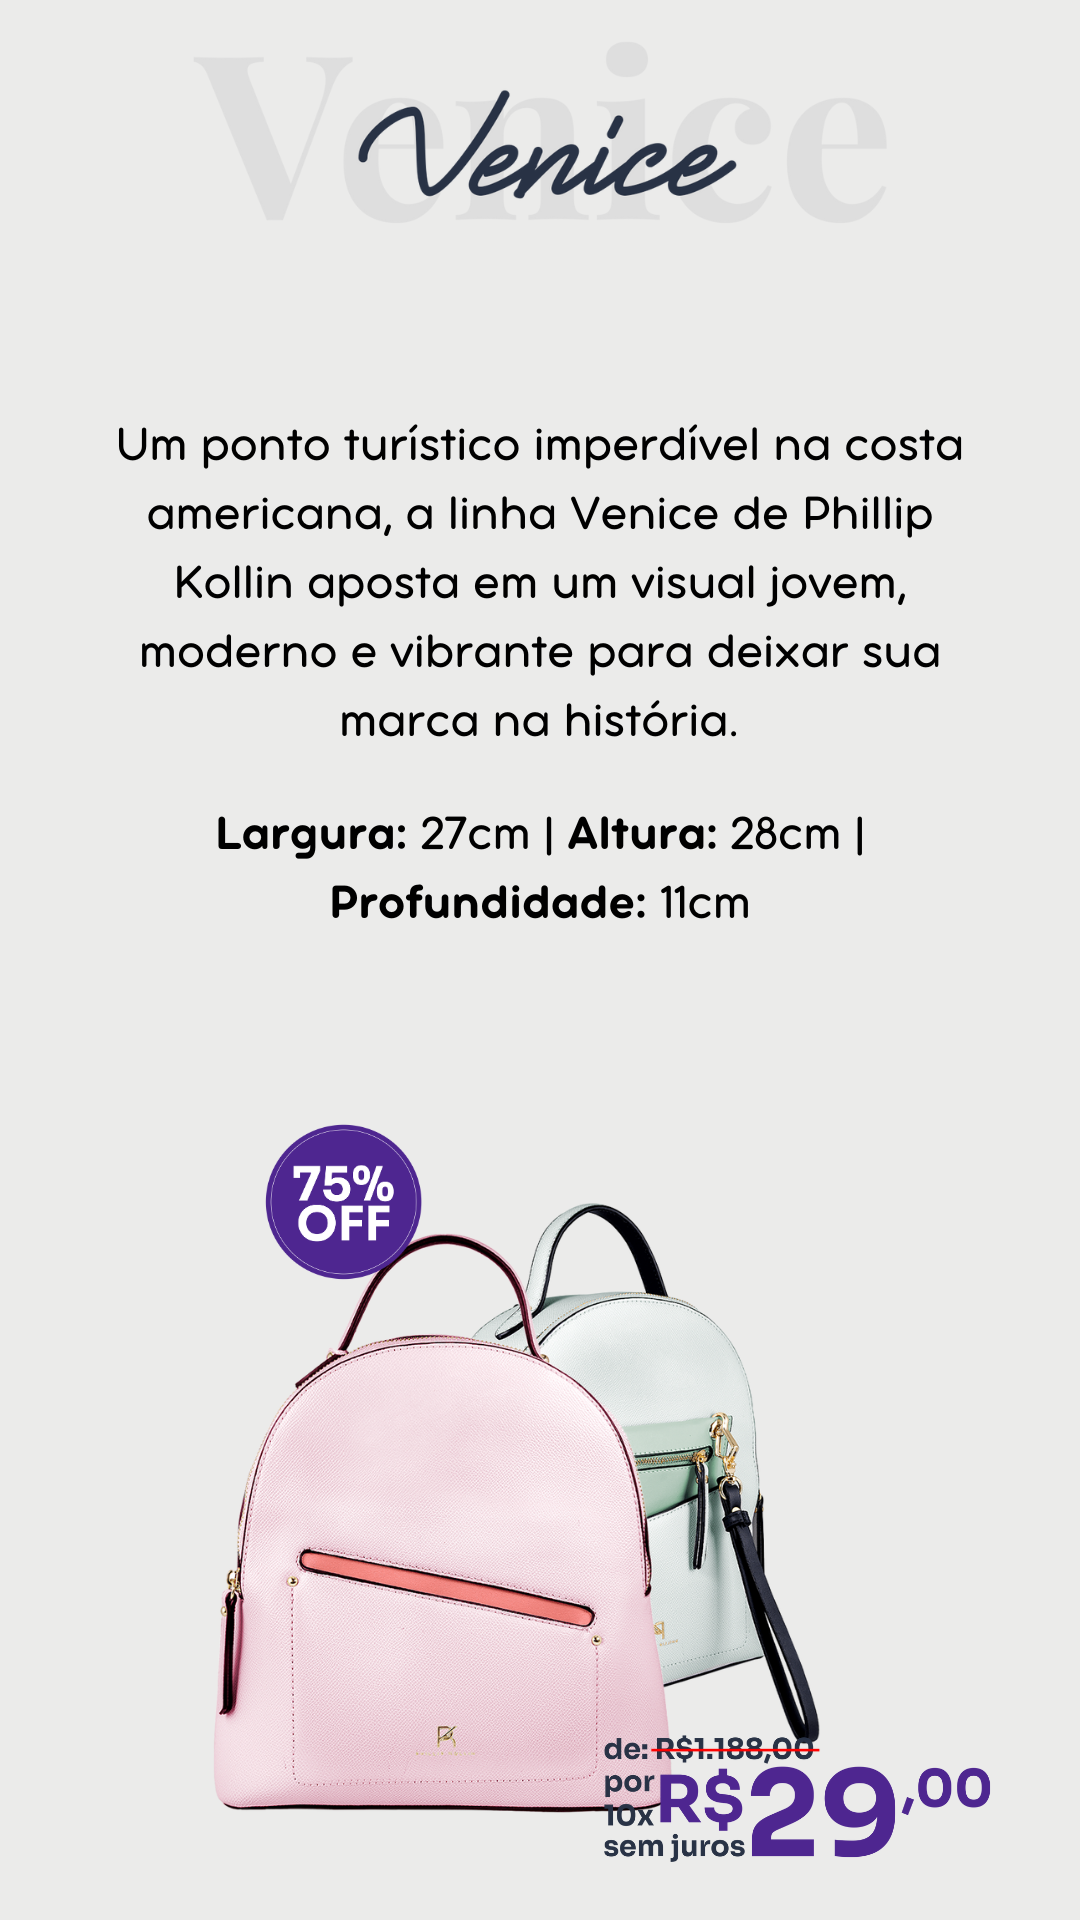 Venice
Venice
Um ponto turístico imperdível na costa
americana, a linha Venice de Phillip
Kollin aposta em um visual jovem,
moderno e vibrante para deixar sua
marca na história.
Largura: 27cm | Altura: 28cm |
Profundidade: 11cm
75%
OFF
de: R$1.188,00
por
10x
R$29,00
sem juros